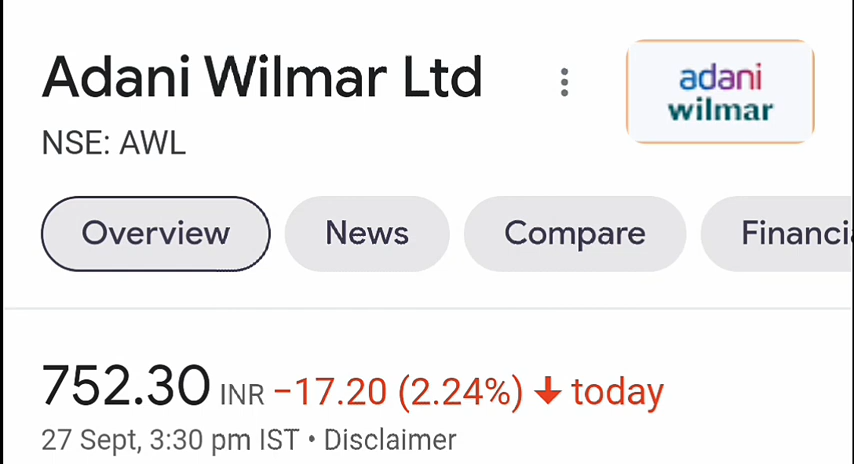 Adani Wilmar Ltd
adani
wilmar
NSE: AWL
Overview
News
Compare
Financi
752.30 INR −17.20 (2.24%) ↓ today
27 Sept, 3:30 pm IST • Disclaimer